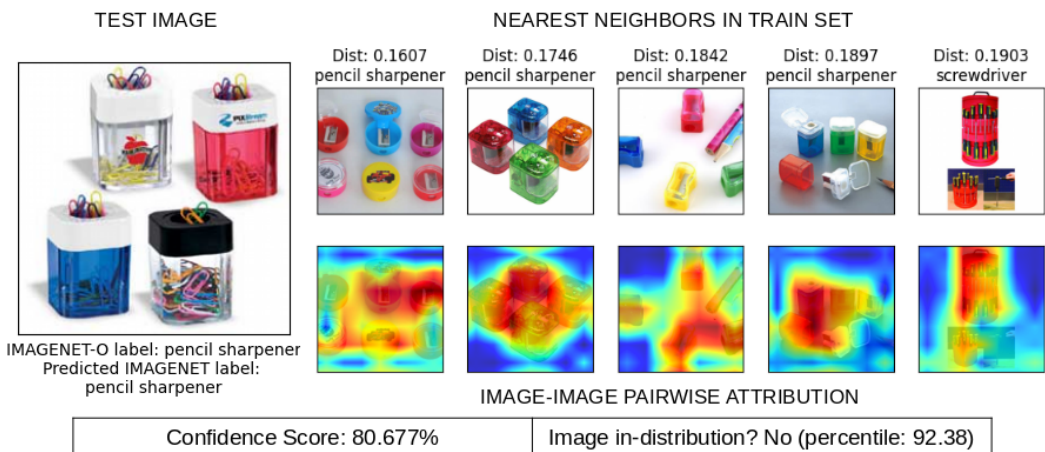 TEST IMAGE
NEAREST NEIGHBORS IN TRAIN SET
Dist: 0.1607
pencil sharpener
Dist: 0.1746
pencil sharpener
Dist: 0.1842
pencil sharpener
Dist: 0.1897
pencil sharpener
Dist: 0.1903
screwdriver
PIXStream
IMAGENET-O label: pencil sharpener
Predicted IMAGENET label:
pencil sharpener
IMAGE-IMAGE PAIRWISE ATTRIBUTION
Confidence Score: 80.677%
Image in-distribution? No (percentile: 92.38)